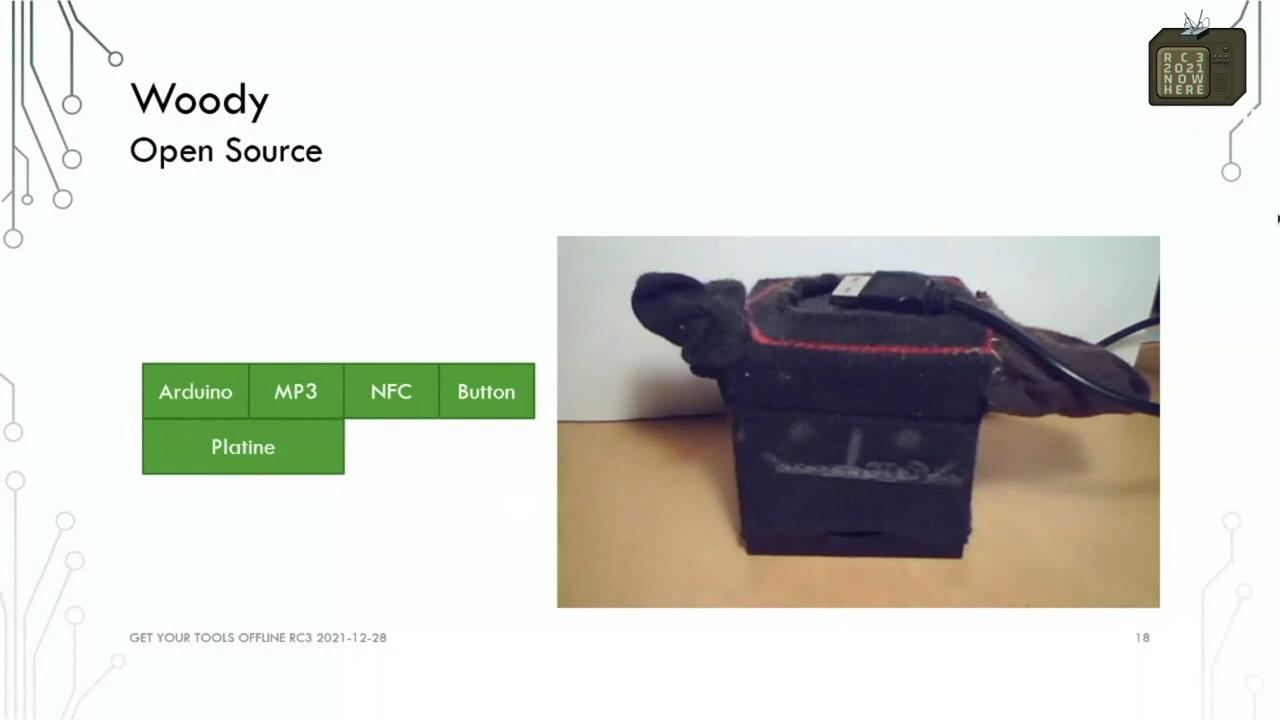 Woody
Open Source
R C 3
2021
NOW
HERE
Arduino MP3 NFC Button
Platine
GET YOUR TOOLS OFFLINE RC3 2021-12-28
18